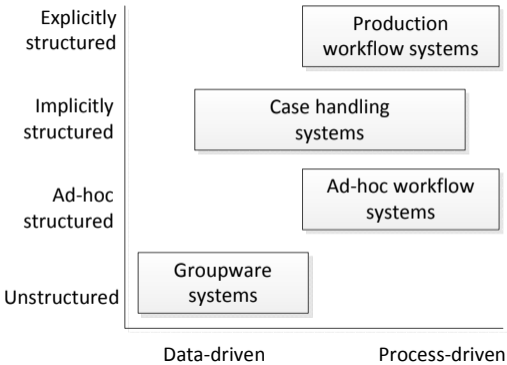 Explicitly
structured
Production
workflow systems
Implicitly
structured
Case handling
systems
Ad-hoc
structured
Ad-hoc workflow
systems
Unstructured
Groupware
systems
Data-driven
Process-driven